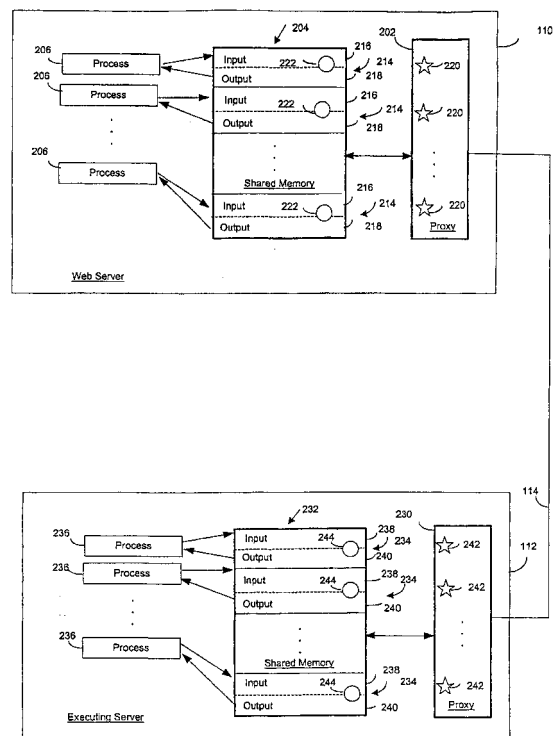 204
202
110
206
Process
Input
222
216
214
Output
218
220
206
Process
Input
222
216
214
Output
218
220
206
Process
Shared Memory
Input
222
216
214
Output
218
220
Proxy
Web Server
114
232
230
112
236
Process
Input
244
238
234
Output
240
242
236
Process
Input
244
238
234
Output
240
242
236
Process
Shared Memory
Input
244
238
234
Output
240
242
Proxy
Executing Server